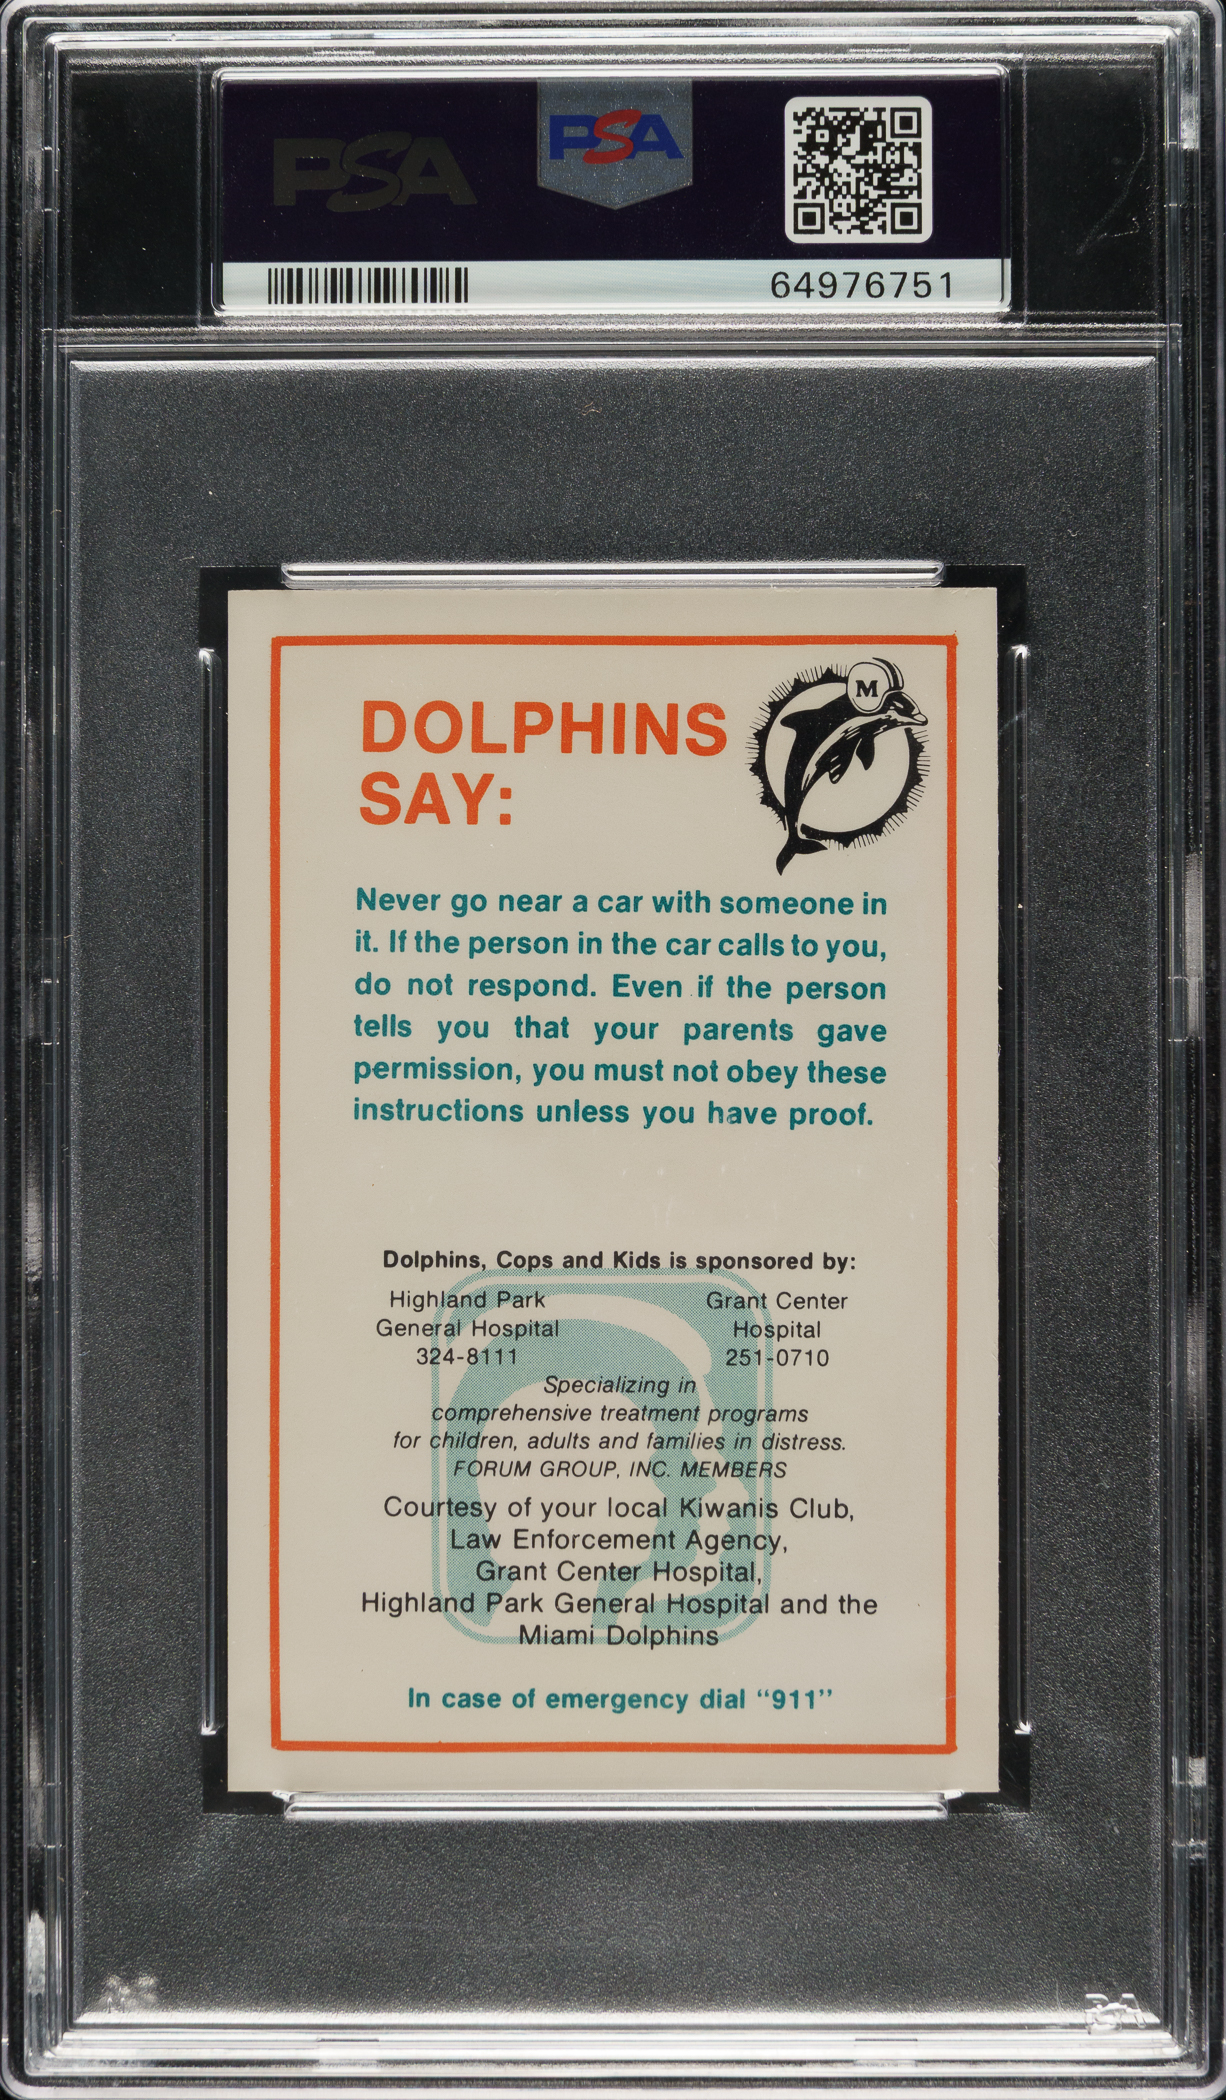 PSA
PSA
64976751
M
DOLPHINS
SAY:
Never go near a car with someone in
it. If the person in the car calls to you,
do not respond. Even if the person
tells you that your parents gave
permission, you must not obey these
instructions unless you have proof.
Dolphins, Cops and Kids is sponsored by:
Highland Park
General Hospital
324-8111
Grant Center
Hospital
251-0710
Specializing in
comprehensive treatment programs
for children, adults and families in distress.
FORUM GROUP, INC. MEMBERS
Courtesy of your local Kiwanis Club,
Law Enforcement Agency,
Grant Center Hospital,
Highland Park General Hospital and the
Miami Dolphins
In case of emergency dial “911”
PSA